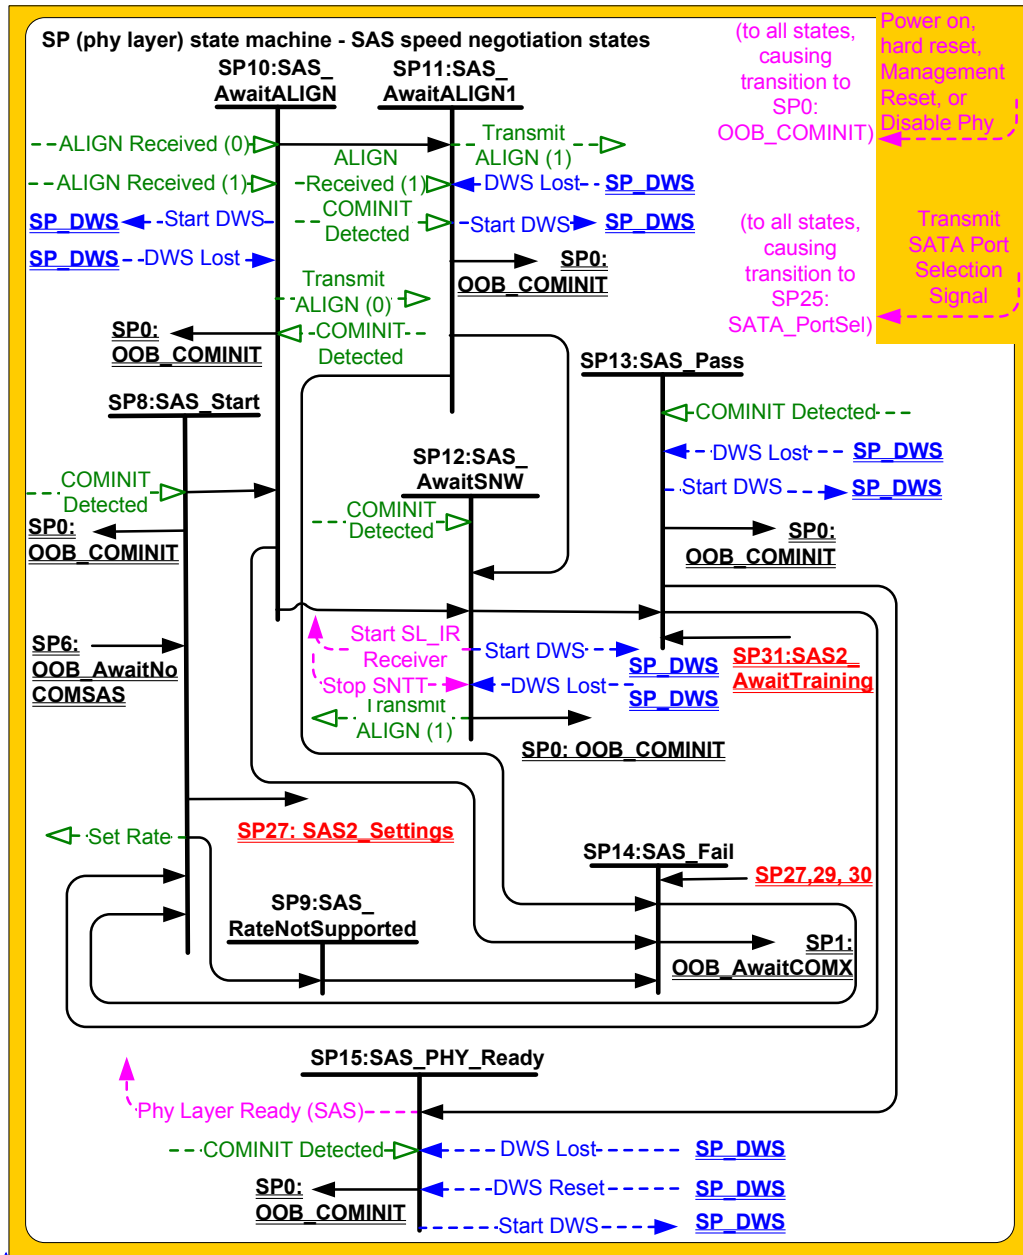 SP (phy layer) state machine - SAS speed negotiation states
(to all states,
causing
transition to
SP0:
OOB_COMINIT)
Power on,
hard reset,
Management
Reset, or
Disable Phy
SP10:SAS_
AwaitALIGN
SP11:SAS_
AwaitALIGN1
ALIGN Received (0)
ALIGN Received (1)
SP_DWS
Start DWS
SP_DWS
DWS Lost
ALIGN
Received (1)
COMINIT
Detected
Transmit
ALIGN (1)
DWS Lost
SP_DWS
Start DWS
SP_DWS
SP0:
OOB_COMINIT
(to all states,
causing
transition to
SP25:
SATA_PortSel)
Transmit
SATA Port
Selection
Signal
Transmit
ALIGN (0)
COMINIT
Detected
SP0:
OOB_COMINIT
SP8:SAS_Start
SP13:SAS_Pass
COMINIT Detected
DWS Lost
SP_DWS
Start DWS
SP_DWS
SP0:
OOB_COMINIT
SP12:SAS_
AwaitSNW
COMINIT
Detected
COMINIT
Detected
SP0:
OOB_COMINIT
SP6:
OOB_AwaitNo
COMSAS
Start SL_IR
Receiver
Stop SNTT
Transmit
ALIGN (1)
Start DWS
SP_DWS
DWS Lost
SP_DWS
SP0: OOB_COMINIT
SP31:SAS2_
AwaitTraining
SP27: SAS2_Settings
Set Rate
SP14:SAS_Fail
SP27,29, 30
SP9:SAS_
RateNotSupported
SP1:
OOB_AwaitCOMX
SP15:SAS_PHY_Ready
Phy Layer Ready (SAS)
COMINIT Detected
DWS Lost
SP_DWS
SP0:
OOB_COMINIT
DWS Reset
SP_DWS
Start DWS
SP_DWS